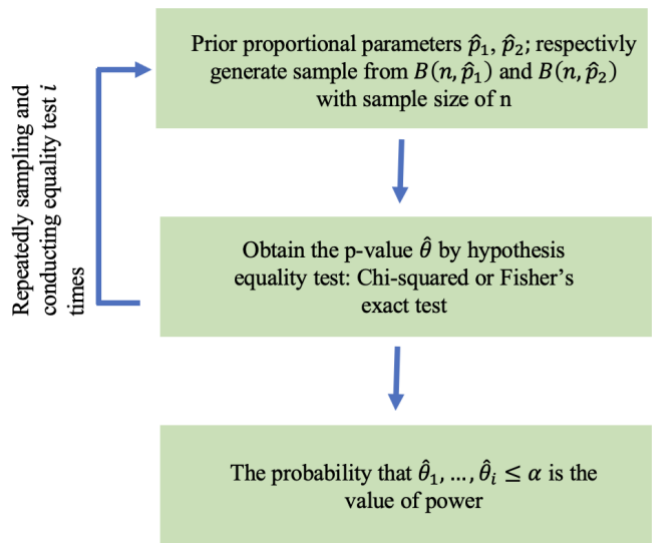 Prior proportional parameters p̂₁, p̂₂; respectivly
generate sample from B(n, p̂₁) and B(n, p̂₂)
with sample size of n
Repeatedly sampling and
conducting equality test i
times
Obtain the p-value θ̂ by hypothesis
equality test: Chi-squared or Fisher's
exact test
The probability that θ̂₁, …, θ̂ᵢ ≤ α is the
value of power